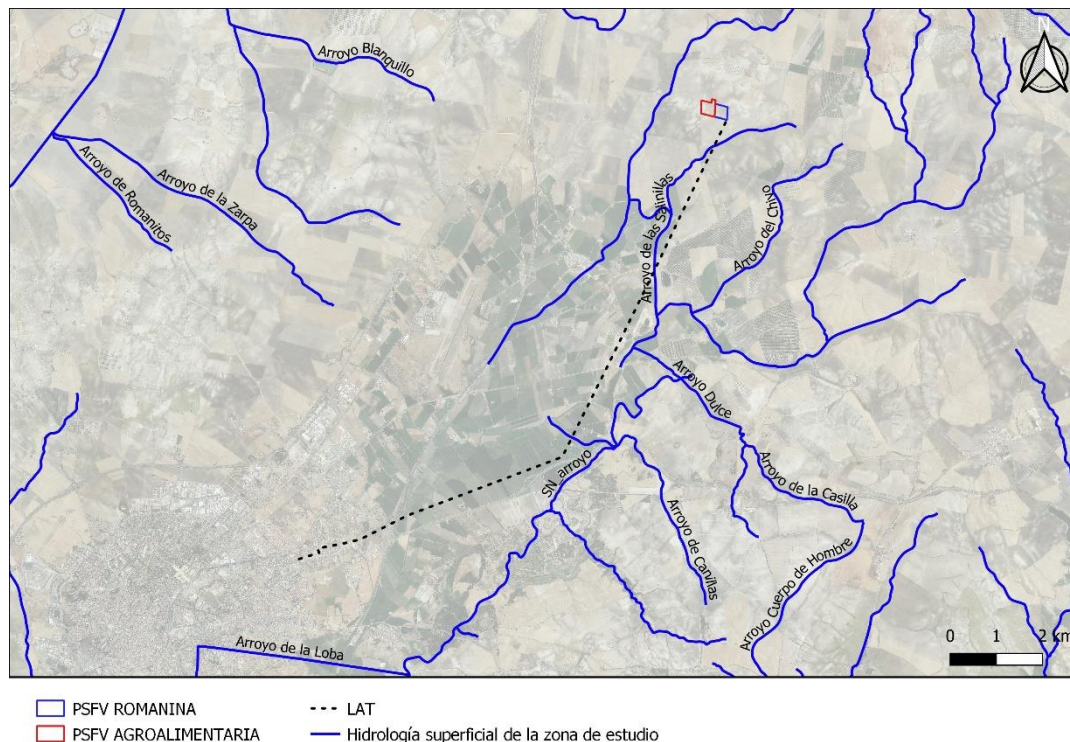 Arroyo Blanquillo
N
Arroyo de la Zarpa
Arroyo de Romanitos
Arroyo de las Salinillas
Arroyo del Chivo
Arroyo Dulce
SN_arroyo
Arroyo de la Casilla
Arroyo de Canillas
Arroyo Cuerpo de Hombre
Arroyo de la Loba
0 1 2 km
PSFV ROMANINA
LAT
PSFV AGROALIMENTARIA
Hidrología superficial de la zona de estudio